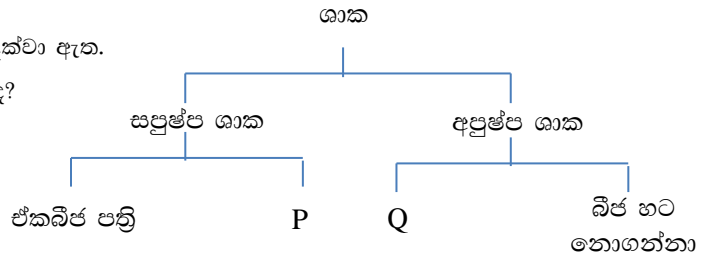 ශාක
ක්වා ඇත.
ද?
සපුෂ්ප ශාක
අපුෂ්ප ශාක
ඒකබීජ පත්‍රි
P
Q
බීජ හට
නොගන්නා